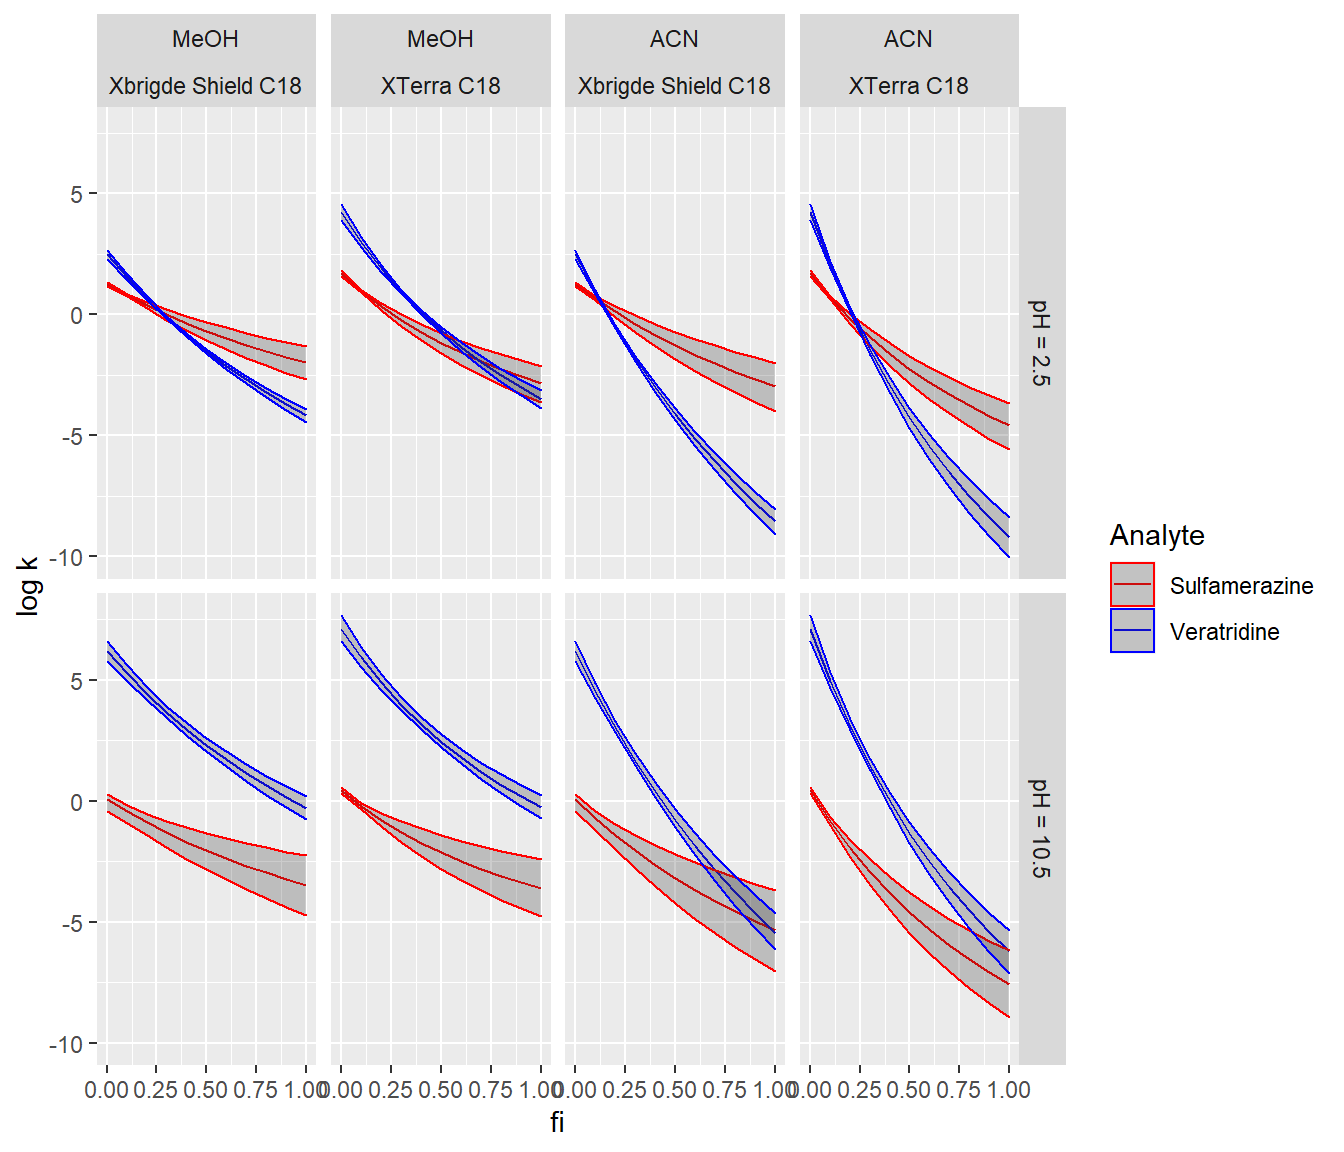 MeOH MeOH ACN ACN
Xbrigde Shield C18 XTerra C18 Xbrigde Shield C18 XTerra C18
5
0
-5
-10
pH = 2.5
log k
Analyte
Sulfamerazine
Veratridine
5
0
-5
-10
pH = 10.5
0.00 0.25 0.50 0.75 1.00 0.00 0.25 0.50 0.75 1.00 0.00 0.25 0.50 0.75 1.00 0.00 0.25 0.50 0.75 1.00
fi